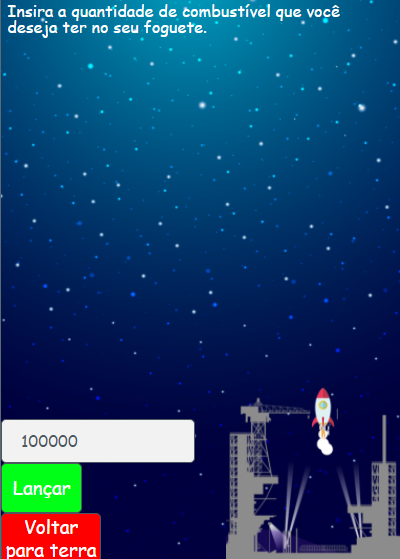 Insira a quantidade de combustível que você
deseja ter no seu foguete.
100000
Lançar
Voltar
para terra